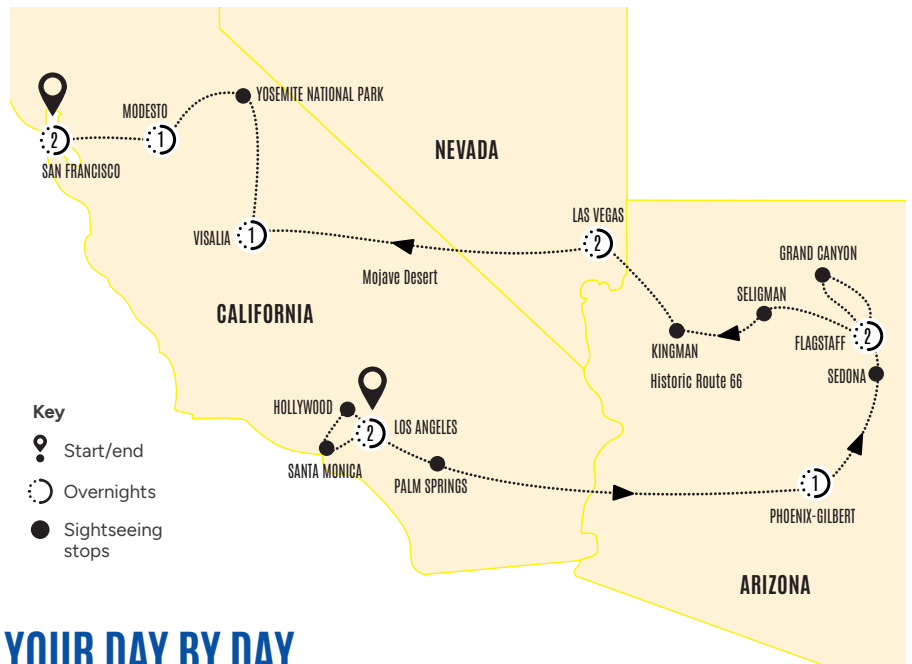 YOSEMITE NATIONAL PARK
MODESTO
2
1
SAN FRANCISCO
NEVADA
LAS VEGAS
2
VISALIA
1
Mojave Desert
GRAND CANYON
SELIGMAN
CALIFORNIA
KINGMAN
FLAGSTAFF
2
Historic Route 66
SEDONA
HOLLYWOOD
2
LOS ANGELES
SANTA MONICA
PALM SPRINGS
1
PHOENIX-GILBERT
ARIZONA
Key
Start/end
Overnights
Sightseeing
stops
YOUR DAY BY DAY